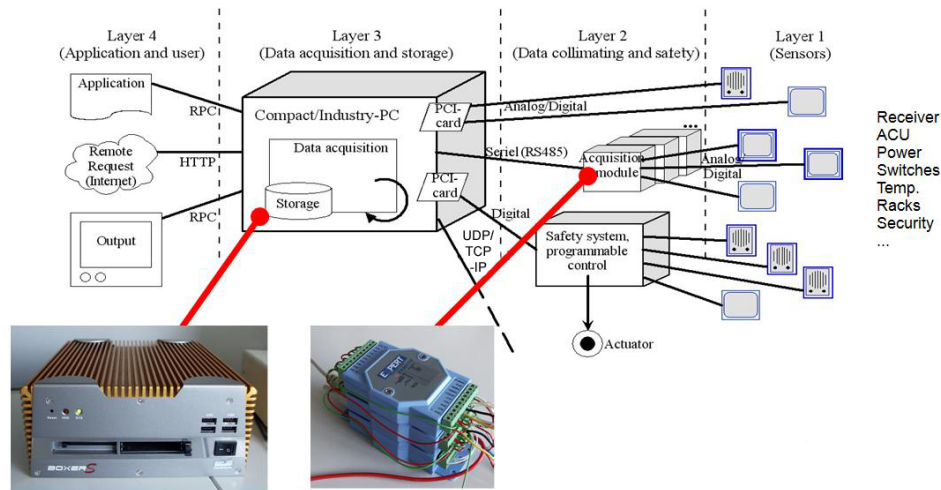 Layer 4
(Application and user)
Layer 3
(Data acquisition and storage)
Layer 2
(Data collimating and safety)
Layer 1
(Sensors)
Application
RPC
Remote
Request
(Internet)
HTTP
Output
RPC
Compact/Industry-PC
Data acquisition
Storage
PCI-
card
PCI-
card
Analog/Digital
Seriel (RS485)
Acquisition
module
...
Analog/
Digital
Digital
UDP/
TCP
-IP
Safety system,
programmable
control
Actuator
Receiver
ACU
Power
Switches
Temp.
Racks
Security
...
BOXER S
EXPERT